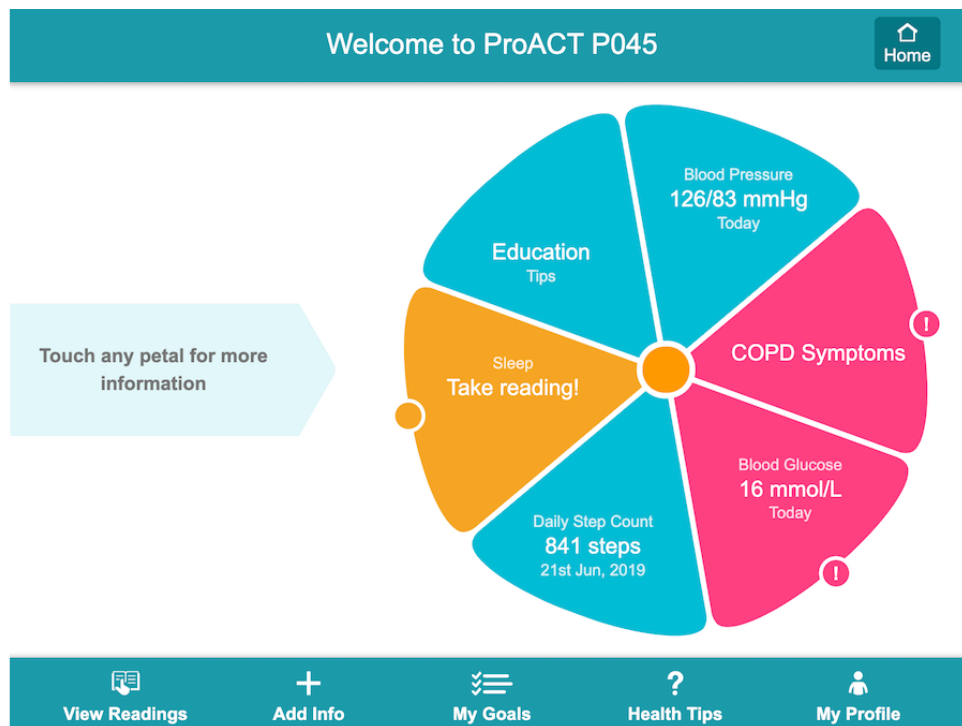 Welcome to ProACT P045
Home
Touch any petal for more
information
Education
Tips
Blood Pressure
126/83 mmHg
Today
!
COPD Symptoms
Blood Glucose
16 mmol/L
Today
!
Daily Step Count
841 steps
21st Jun, 2019
Sleep
Take reading!
View Readings
Add Info
My Goals
?
Health Tips
My Profile